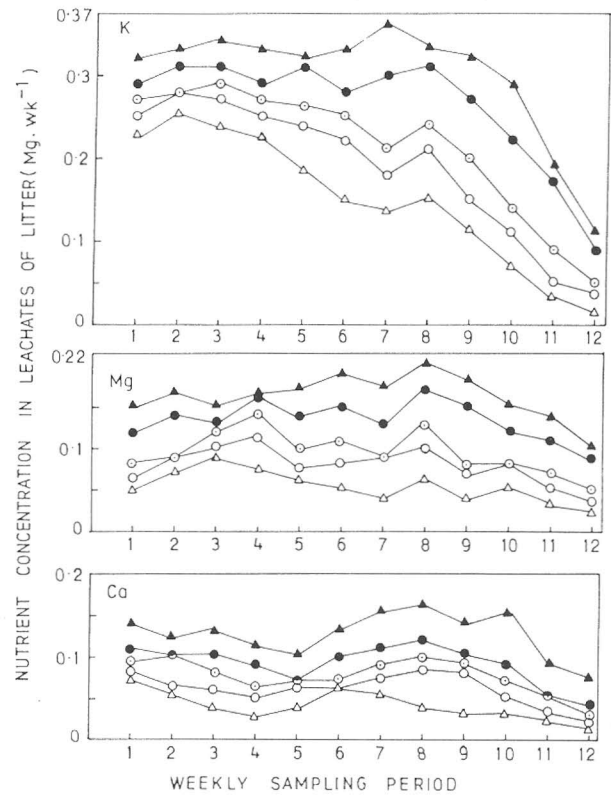 NUTRIENT CONCENTRATION IN LEACHATES OF LITTER (Mg. wk⁻¹)
0·37
K
0·3
0·2
0·1
0
1 2 3 4 5 6 7 8 9 10 11 12
0·22
Mg
0·1
0
1 2 3 4 5 6 7 8 9 10 11 12
0·2
Ca
0·1
0
1 2 3 4 5 6 7 8 9 10 11 12
WEEKLY SAMPLING PERIOD